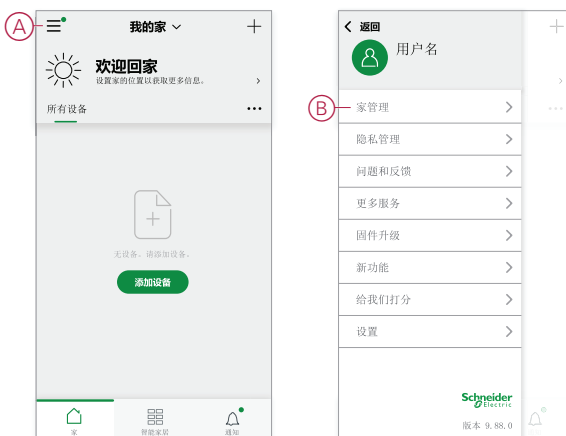 A
我的家
欢迎回家
设置家的位置以获取更多信息。
所有设备
无设备。请添加设备。
添加设备
家
智能家居
通知
返回
用户名
B
家管理
隐私管理
问题和反馈
更多服务
固件升级
新功能
给我们打分
设置
Schneider
Electric
版本 9.88.0